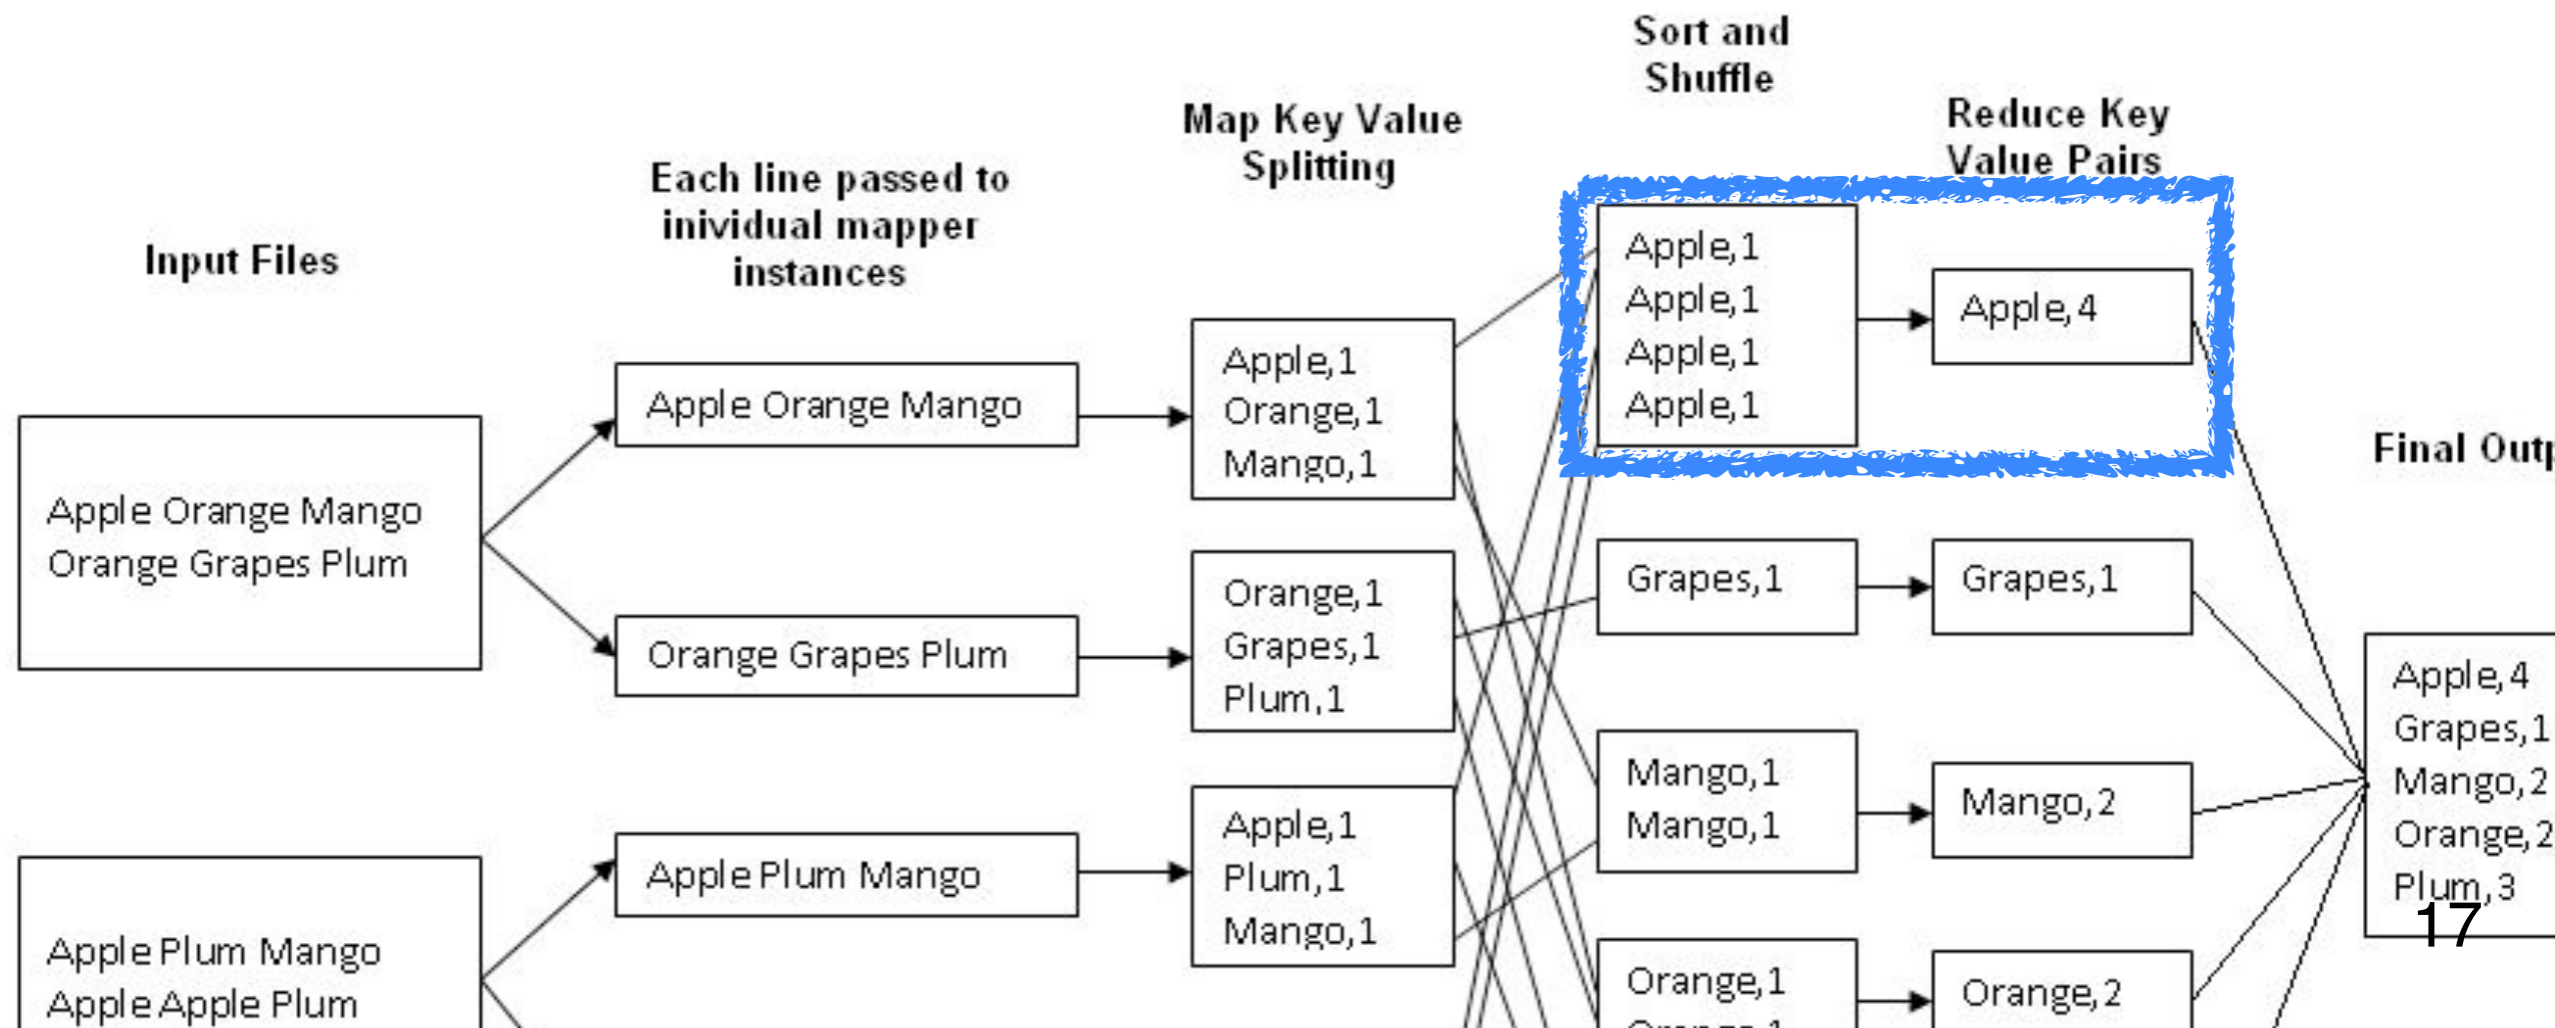 Input Files
Each line passed to
inividual mapper
instances
Map Key Value
Splitting
Sort and
Shuffle
Reduce Key
Value Pairs
Final Outp
Apple Orange Mango
Orange Grapes Plum
Apple Plum Mango
Apple Apple Plum
Apple Orange Mango
Orange Grapes Plum
Apple Plum Mango
Apple,1
Orange,1
Mango,1
Orange,1
Grapes,1
Plum,1
Apple,1
Plum,1
Mango,1
Apple,1
Apple,1
Apple,1
Apple,1
Grapes,1
Mango,1
Mango,1
Orange,1
Apple,4
Grapes,1
Mango,2
Orange,2
Apple,4
Grapes,1
Mango,2
Orange,2
Plum,3
17